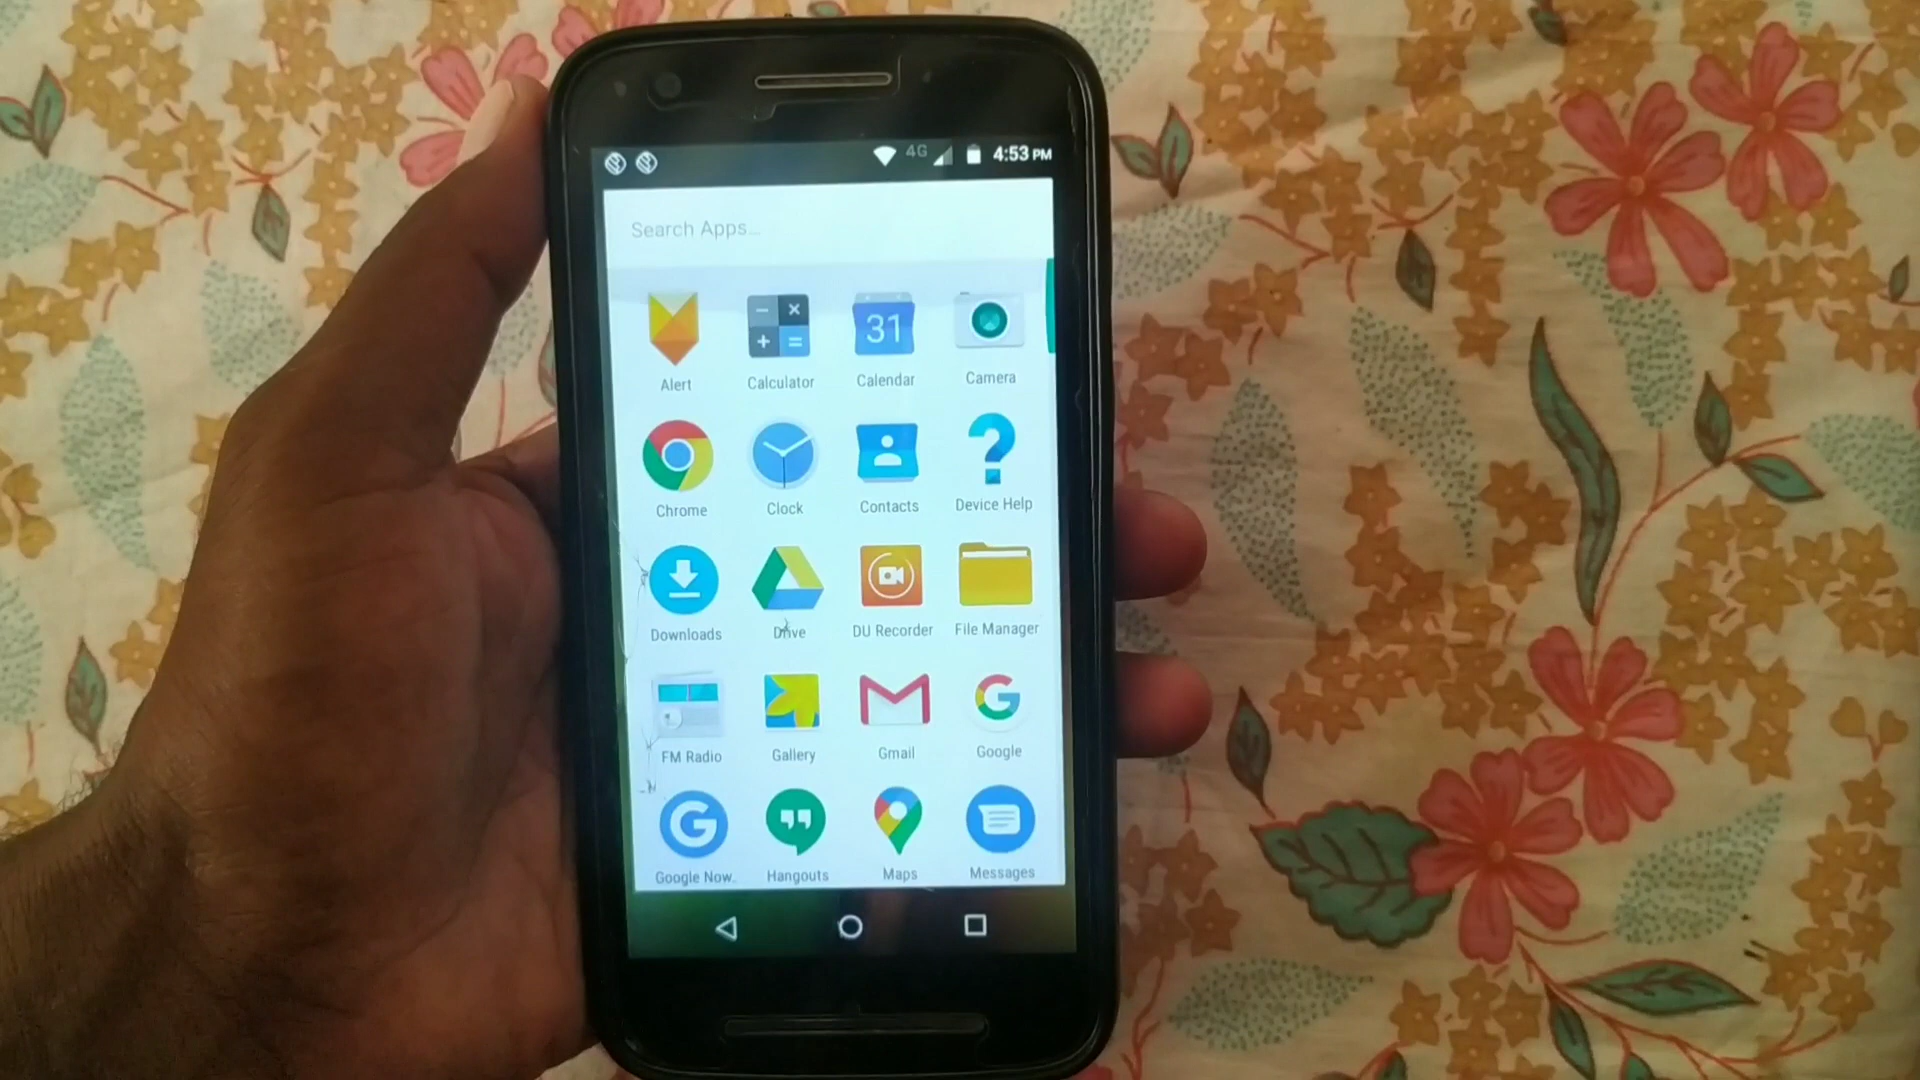 4G 4:53 PM
Search Apps...
31
Alert Calculator Calendar Camera
Chrome Clock Contacts Device Help
Downloads Drive DU Recorder File Manager
FM Radio Gallery Gmail Google
Google Now.. Hangouts Maps Messages